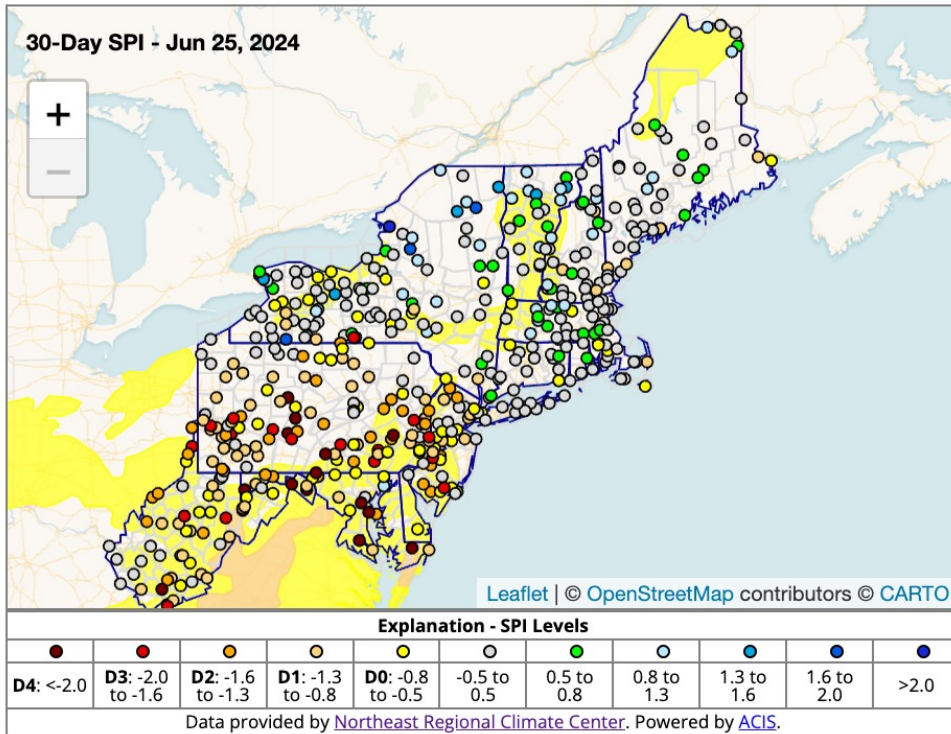 30-Day SPI - Jun 25, 2024
+
−
Leaflet | © OpenStreetMap contributors © CARTO
Explanation - SPI Levels
D4: <-2.0
D3: -2.0
to -1.6
D2: -1.6
to -1.3
D1: -1.3
to -0.8
D0: -0.8
to -0.5
-0.5 to
0.5
0.5 to
0.8
0.8 to
1.3
1.3 to
1.6
1.6 to
2.0
>2.0
Data provided by Northeast Regional Climate Center. Powered by ACIS.